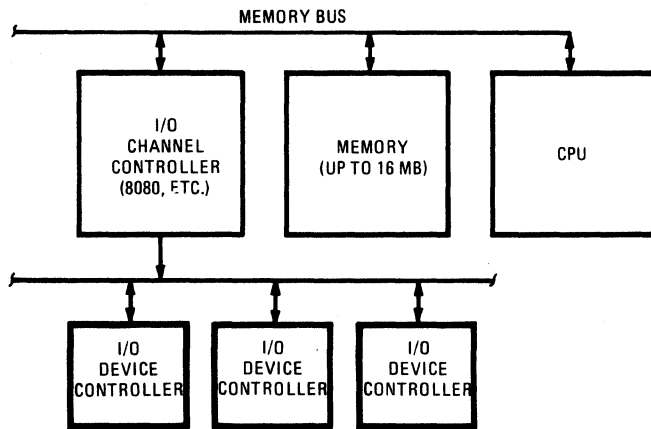 MEMORY BUS
I/O
CHANNEL
CONTROLLER
(8080, ETC.)
MEMORY
(UP TO 16 MB)
CPU
I/O
DEVICE
CONTROLLER
I/O
DEVICE
CONTROLLER
I/O
DEVICE
CONTROLLER